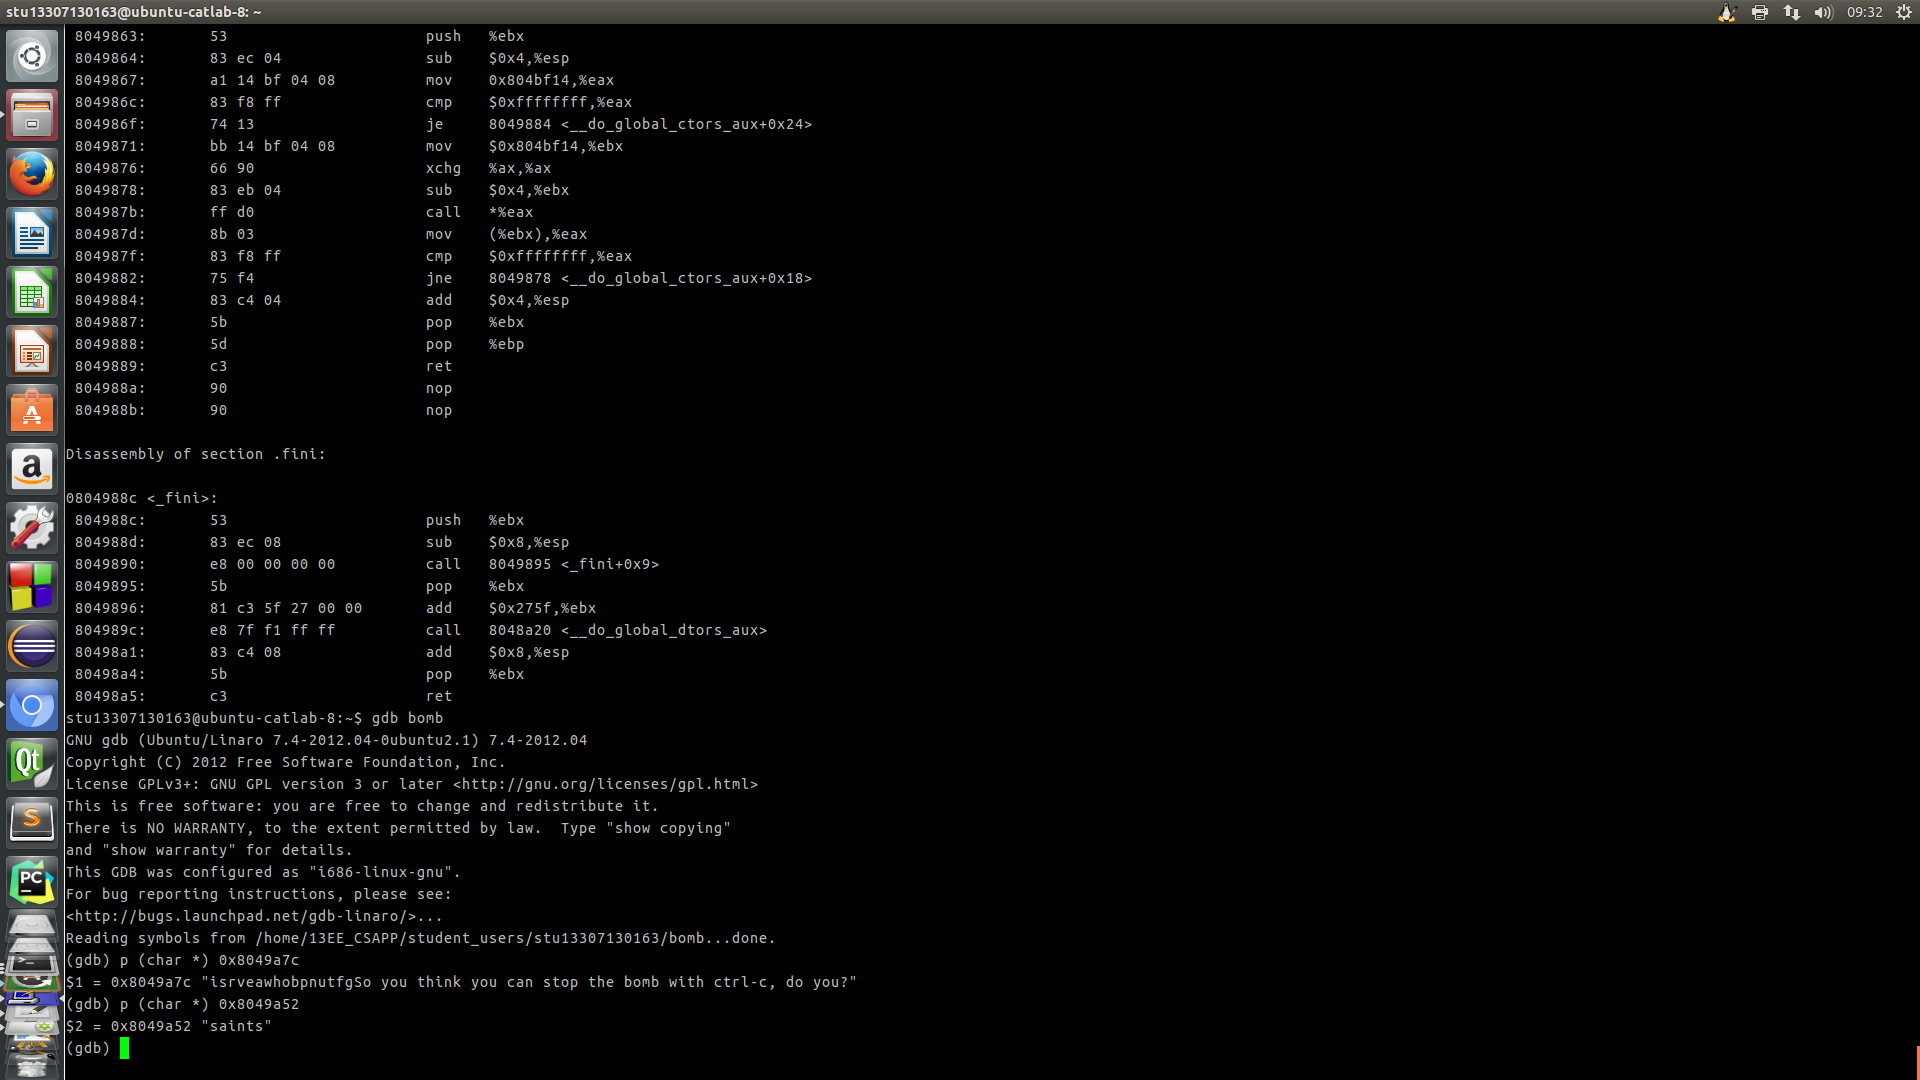 stu13307130163@ubuntu-catlab-8: ~ 09:32
8049863: 53 push %ebx
8049864: 83 ec 04 sub $0x4,%esp
8049867: a1 14 bf 04 08 mov 0x804bf14,%eax
804986c: 83 f8 ff cmp $0xffffffff,%eax
804986f: 74 13 je 8049884 <__do_global_ctors_aux+0x24>
8049871: bb 14 bf 04 08 mov $0x804bf14,%ebx
8049876: 66 90 xchg %ax,%ax
8049878: 83 eb 04 sub $0x4,%ebx
804987b: ff d0 call *%eax
804987d: 8b 03 mov (%ebx),%eax
804987f: 83 f8 ff cmp $0xffffffff,%eax
8049882: 75 f4 jne 8049878 <__do_global_ctors_aux+0x18>
8049884: 83 c4 04 add $0x4,%esp
8049887: 5b pop %ebx
8049888: 5d pop %ebp
8049889: c3 ret
804988a: 90 nop
804988b: 90 nop
Disassembly of section .fini:
0804988c <_fini>:
804988c: 53 push %ebx
804988d: 83 ec 08 sub $0x8,%esp
8049890: e8 00 00 00 00 call 8049895 <_fini+0x9>
8049895: 5b pop %ebx
8049896: 81 c3 5f 27 00 00 add $0x275f,%ebx
804989c: e8 7f f1 ff ff call 8048a20 <__do_global_dtors_aux>
80498a1: 83 c4 08 add $0x8,%esp
80498a4: 5b pop %ebx
80498a5: c3 ret
stu13307130163@ubuntu-catlab-8:~$ gdb bomb
GNU gdb (Ubuntu/Linaro 7.4-2012.04-0ubuntu2.1) 7.4-2012.04
Copyright (C) 2012 Free Software Foundation, Inc.
License GPLv3+: GNU GPL version 3 or later <http://gnu.org/licenses/gpl.html>
This is free software: you are free to change and redistribute it.
There is NO WARRANTY, to the extent permitted by law.  Type "show copying"
and "show warranty" for details.
This GDB was configured as "i686-linux-gnu".
For bug reporting instructions, please see:
<http://bugs.launchpad.net/gdb-linaro/>...
Reading symbols from /home/13EE_CSAPP/student_users/stu13307130163/bomb...done.
(gdb) p (char *) 0x8049a7c
$1 = 0x8049a7c "isrveawhobpnutfgSo you think you can stop the bomb with ctrl-c, do you?"
(gdb) p (char *) 0x8049a52
$2 = 0x8049a52 "saints"
(gdb)
a
Qt
S
PC